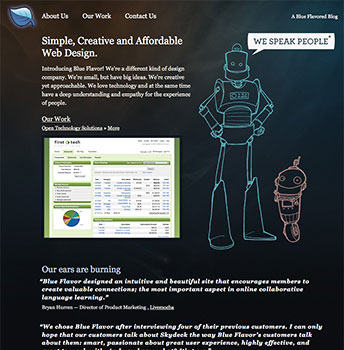 About Us Our Work Contact Us A Blue Flavored Blog
Simple, Creative and Affordable
Web Design.
WE SPEAK PEOPLE*
Introducing Blue Flavor! We're a different kind of design
company. We're small, but have big ideas. We're creative
yet approachable. We love technology and at the same time
have a deep understanding and empathy for the experience
of people.
Our Work
Open Technology Solutions • More
first tech
Our ears are burning
"Blue Flavor designed an intuitive and beautiful site that encourages members to
create valuable connections; the most important aspect in online collaborative
language learning."
Bryan Hurren — Director of Product Marketing , Livemocha
"We chose Blue Flavor after interviewing four of their previous customers. I can only
hope that our customers talk about Skydeck the way Blue Flavor's customers talk
about them: smart, passionate about great user experience, highly effective, and